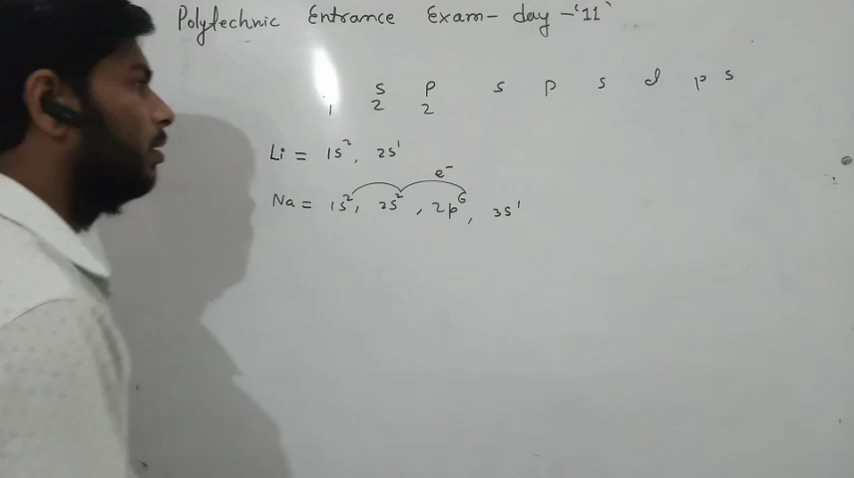 Polytechnic Entrance Exam- day -'11'
s p s p s d p s
1 2 2
Li = 1s², 2s¹
e⁻
Na = 1s², 2s², 2p⁶, 3s¹